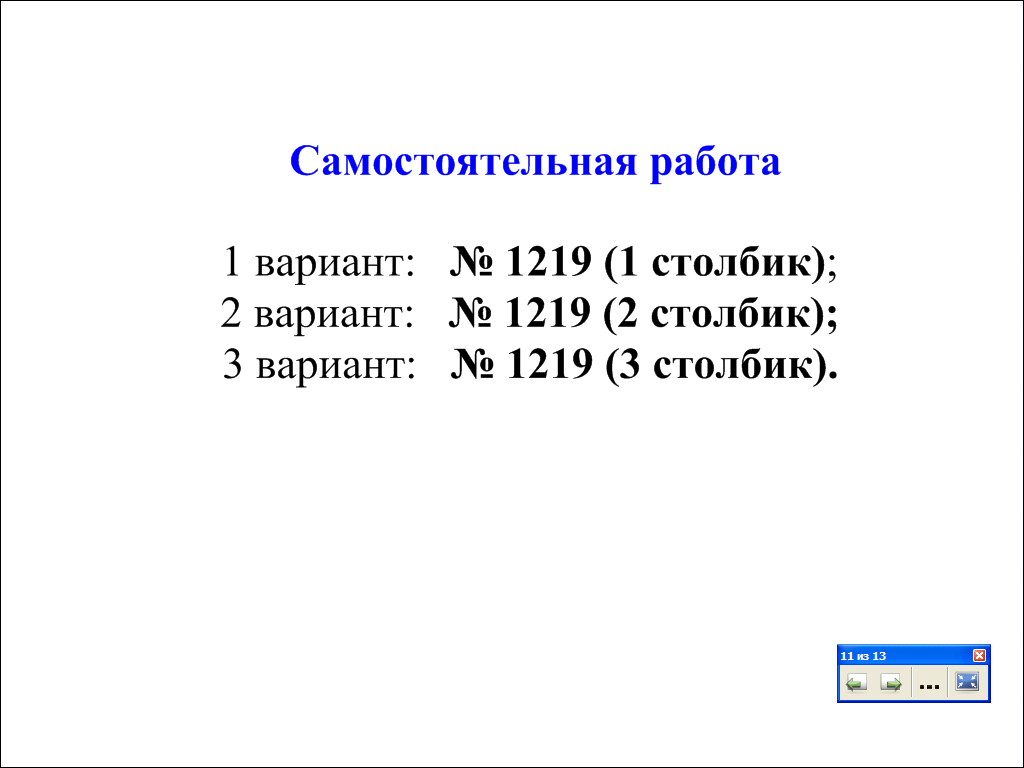 Самостоятельная работа
1 вариант: № 1219 (1 столбик);
2 вариант: № 1219 (2 столбик);
3 вариант: № 1219 (3 столбик).
11 из 13
...